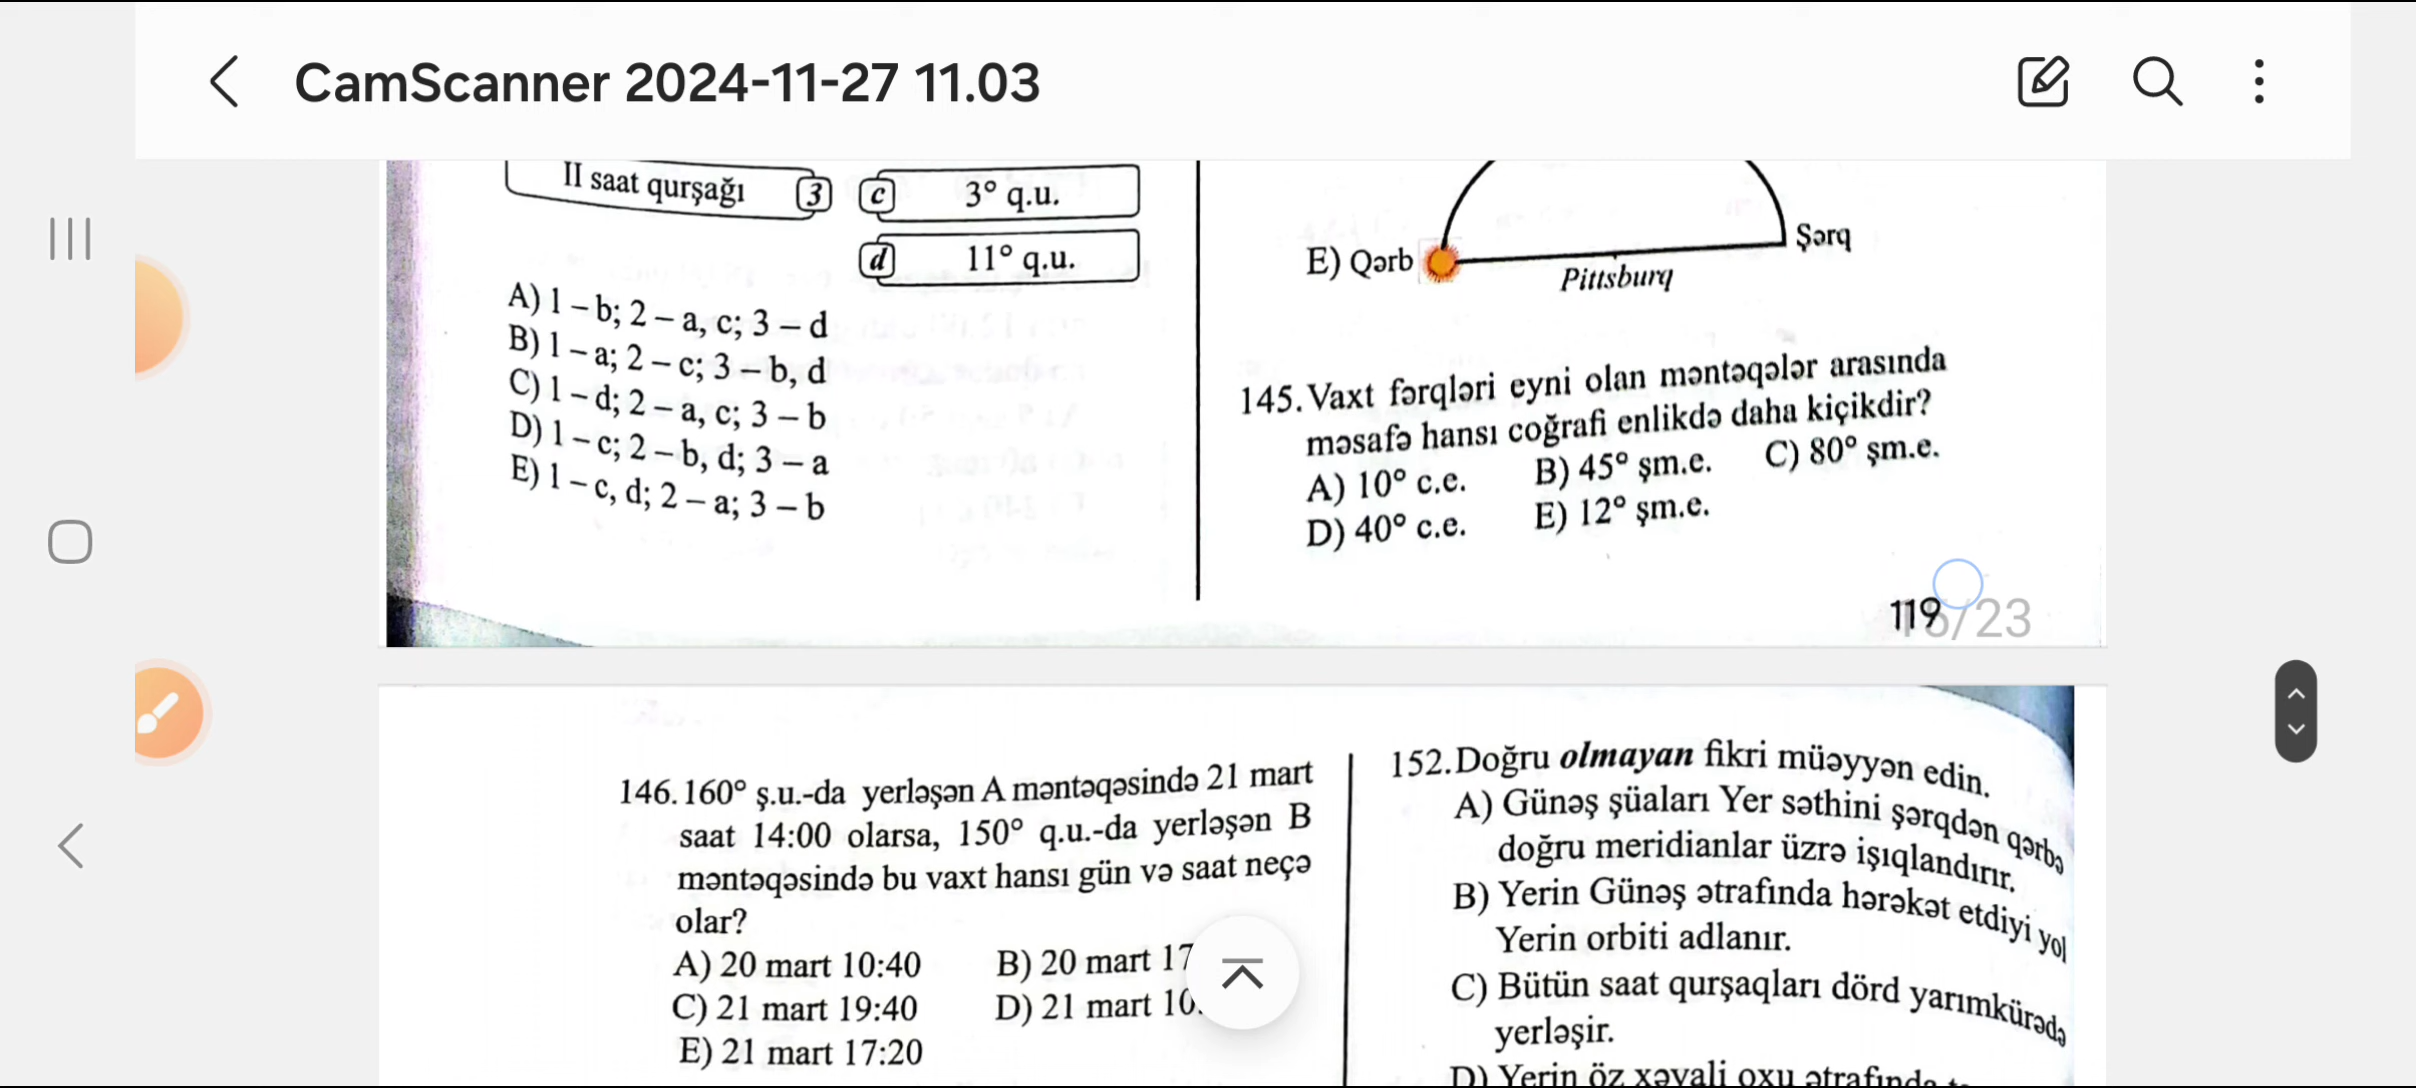 CamScanner 2024-11-27 11.03
II saat qurşağı 3
c 3° q.u.
d 11° q.u.
A) 1 – b; 2 – a, c; 3 – d
B) 1 – a; 2 – c; 3 – b, d
C) 1 – d; 2 – a, c; 3 – b
D) 1 – c; 2 – b, d; 3 – a
E) 1 – c, d; 2 – a; 3 – b
E) Qərb
Şərq
Pittsburq
145. Vaxt fərqləri eyni olan məntəqələr arasında
məsafə hansı coğrafi enlikdə daha kiçikdir?
A) 10° c.e. B) 45° şm.e. C) 80° şm.e.
D) 40° c.e. E) 12° şm.e.
119
/23
146. 160° ş.u.-da yerləşən A məntəqəsində 21 mart
saat 14:00 olarsa, 150° q.u.-da yerləşən B
məntəqəsində bu vaxt hansı gün və saat neçə
olar?
A) 20 mart 10:40 B) 20 mart 17
C) 21 mart 19:40 D) 21 mart 10
E) 21 mart 17:20
152. Doğru olmayan fikri müəyyən edin.
A) Günəş şüaları Yer səthini şərqdən qərbə
doğru meridianlar üzrə işıqlandırır.
B) Yerin Günəş ətrafında hərəkət etdiyi yol
Yerin orbiti adlanır.
C) Bütün saat qurşaqları dörd yarımkürədə
yerləşir.
D) Yerin öz xəyali oxu ətrafında